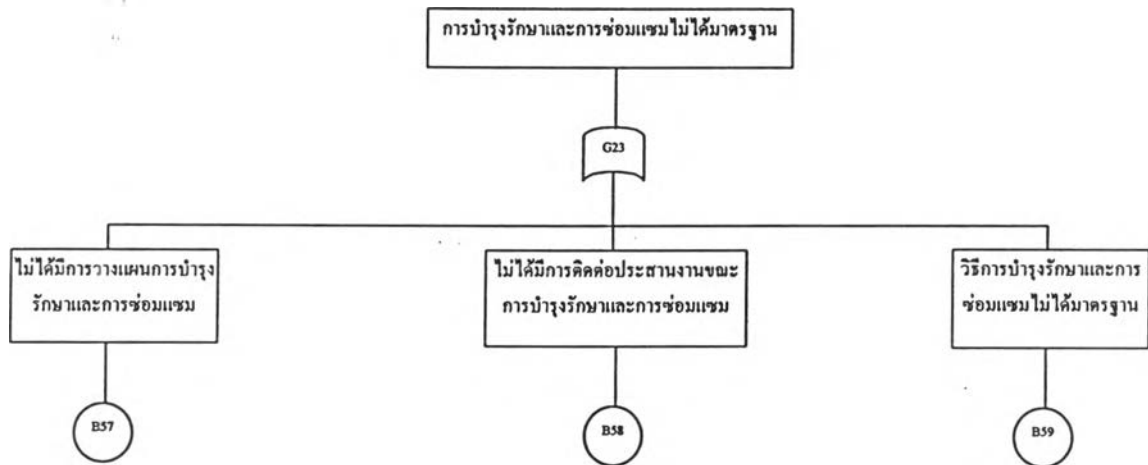 การบำรุงรักษาและการซ่อมแซมไม่ได้มาตรฐาน
G23
ไม่ได้มีการวางแผนการบำรุง
รักษาและการซ่อมแซม
ไม่ได้มีการติดต่อประสานงานขณะ
การบำรุงรักษาและการซ่อมแซม
วิธีการบำรุงรักษาและการ
ซ่อมแซมไม่ได้มาตรฐาน
B57
B58
B59